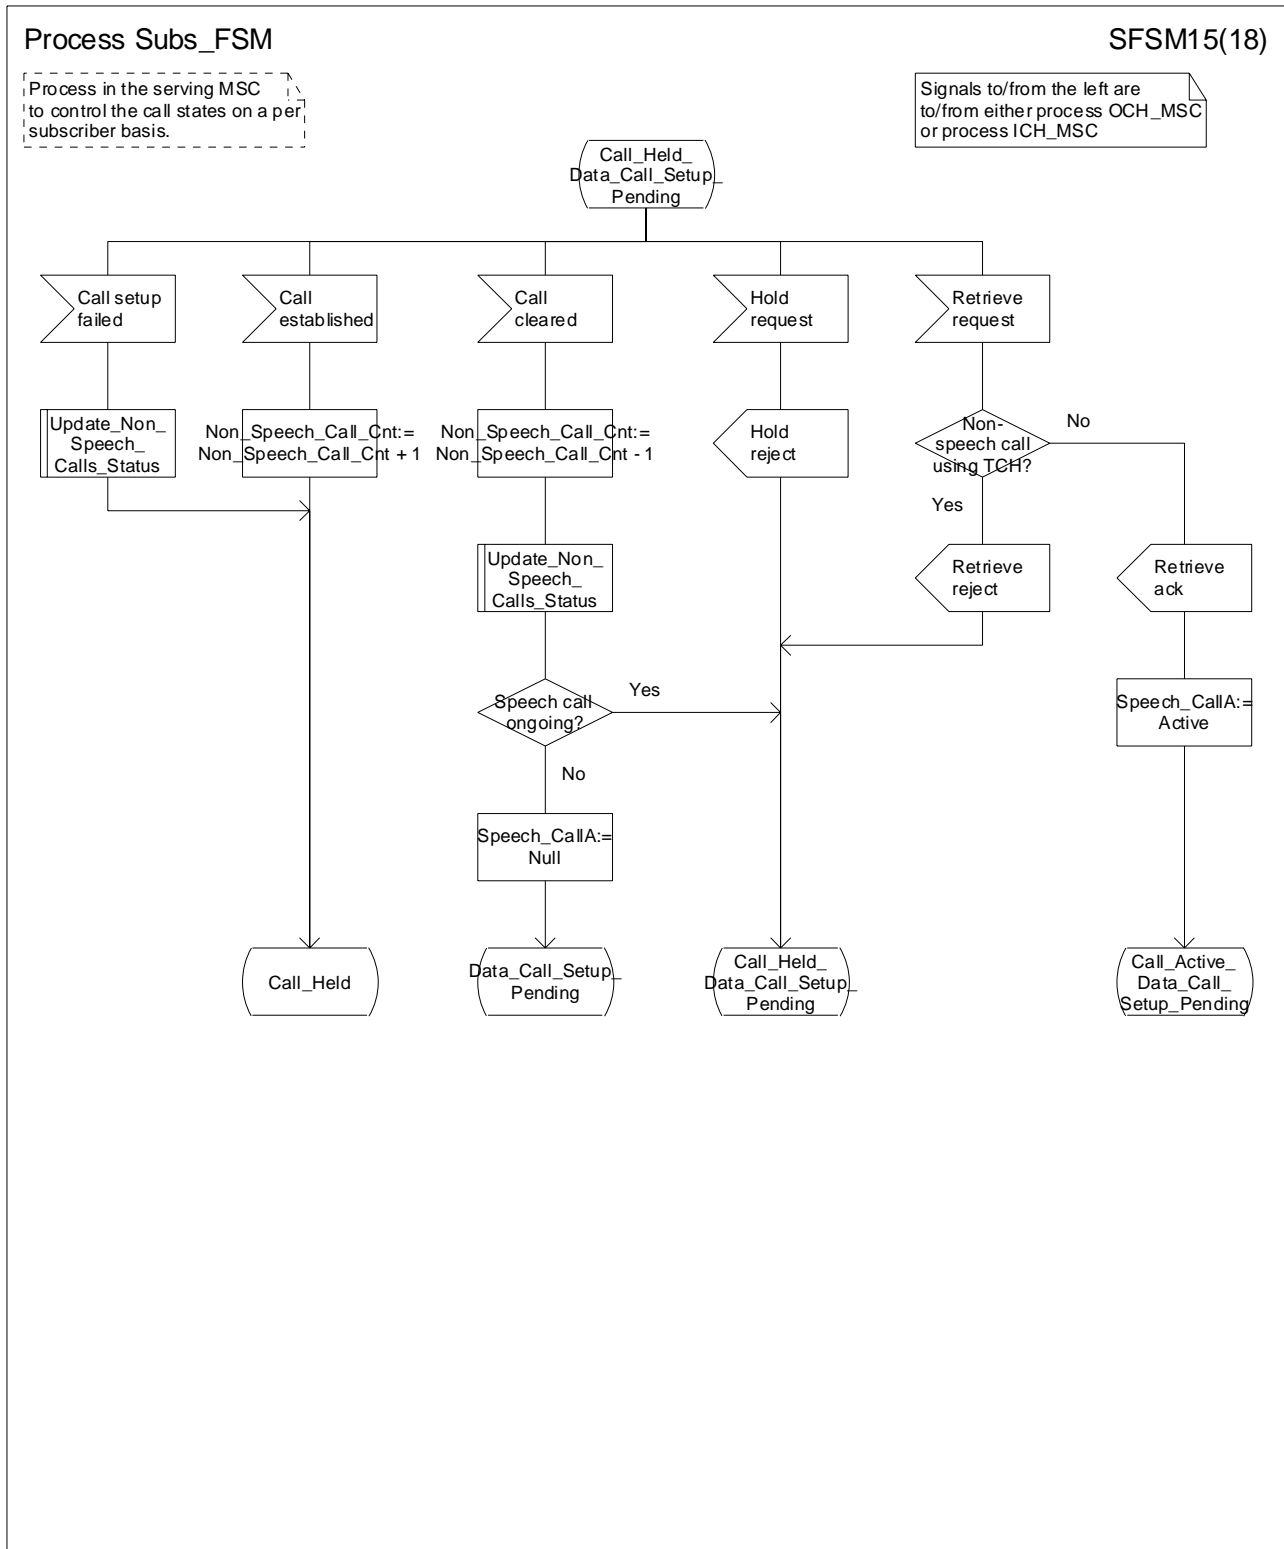 Process Subs_FSM
SFSM15(18)
Process in the serving MSC
to control the call states on a per
subscriber basis.
Signals to/from the left are
to/from either process OCH_MSC
or process ICH_MSC
Call_Held_
Data_Call_Setup_
Pending
Call setup
failed
Call
established
Call
cleared
Hold
request
Retrieve
request
Update_Non_
Speech_
Calls_Status
Non_Speech_Call_Cnt:=
Non_Speech_Call_Cnt + 1
Non_Speech_Call_Cnt:=
Non_Speech_Call_Cnt - 1
Hold
reject
Non-
speech call
using TCH?
No
Yes
Update_Non_
Speech_
Calls_Status
Retrieve
reject
Retrieve
ack
Speech call
ongoing?
Yes
No
Speech_CallA:=
Active
Speech_CallA:=
Null
Call_Held
Data_Call_Setup_
Pending
Call_Held_
Data_Call_Setup_
Pending
Call_Active_
Data_Call_
Setup_Pending